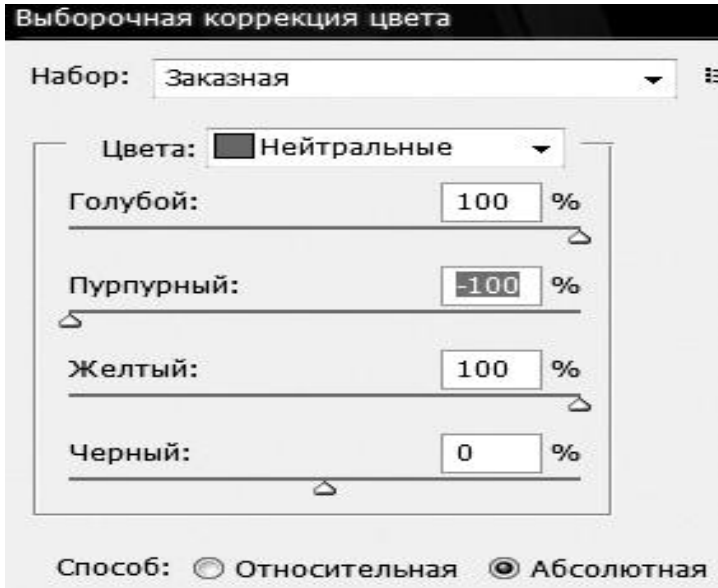 Выборочная коррекция цвета
Набор: Заказная
Цвета: Нейтральные
Голубой: 100 %
Пурпурный: -100 %
Желтый: 100 %
Черный: 0 %
Способ: Относительная Абсолютная